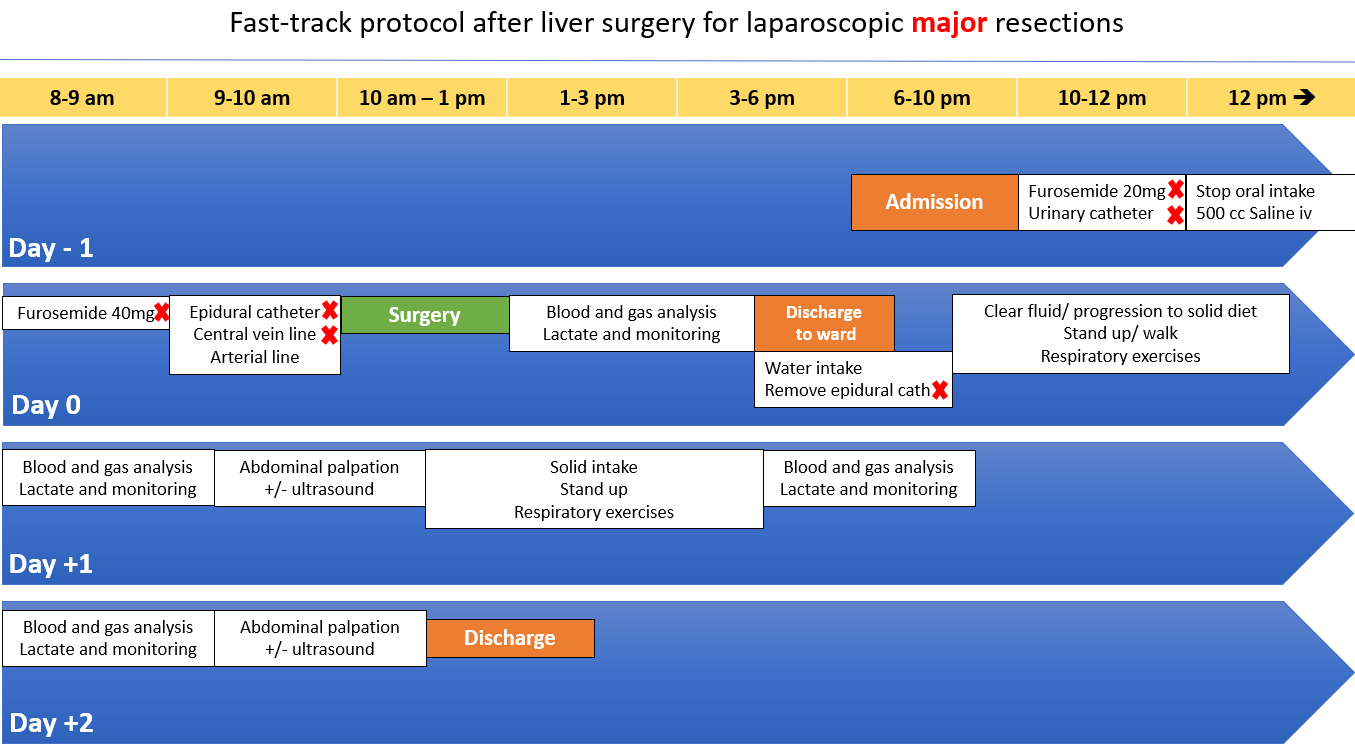 Fast-track protocol after liver surgery for laparoscopic major resections
8-9 am
9-10 am
10 am – 1 pm
1-3 pm
3-6 pm
6-10 pm
10-12 pm
12 pm ➔
Admission
Furosemide 20mg
Urinary catheter
Stop oral intake
500 cc Saline iv
Day - 1
Furosemide 40mg
Epidural catheter
Central vein line
Arterial line
Surgery
Blood and gas analysis
Lactate and monitoring
Discharge
to ward
Water intake
Remove epidural cath
Clear fluid/ progression to solid diet
Stand up/ walk
Respiratory exercises
Day 0
Blood and gas analysis
Lactate and monitoring
Abdominal palpation
+/- ultrasound
Solid intake
Stand up
Respiratory exercises
Blood and gas analysis
Lactate and monitoring
Day +1
Blood and gas analysis
Lactate and monitoring
Abdominal palpation
+/- ultrasound
Discharge
Day +2